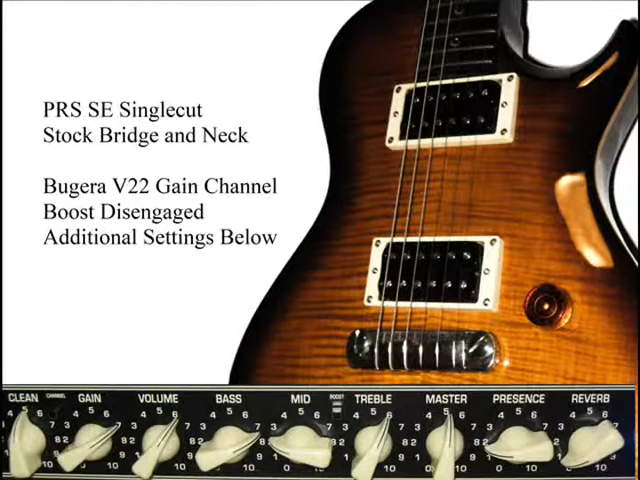 PRS SE Singlecut
Stock Bridge and Neck
Bugera V22 Gain Channel
Boost Disengaged
Additional Settings Below
CLEAN CHANNEL GAIN VOLUME BASS MID BOOST TREBLE MASTER PRESENCE REVERB